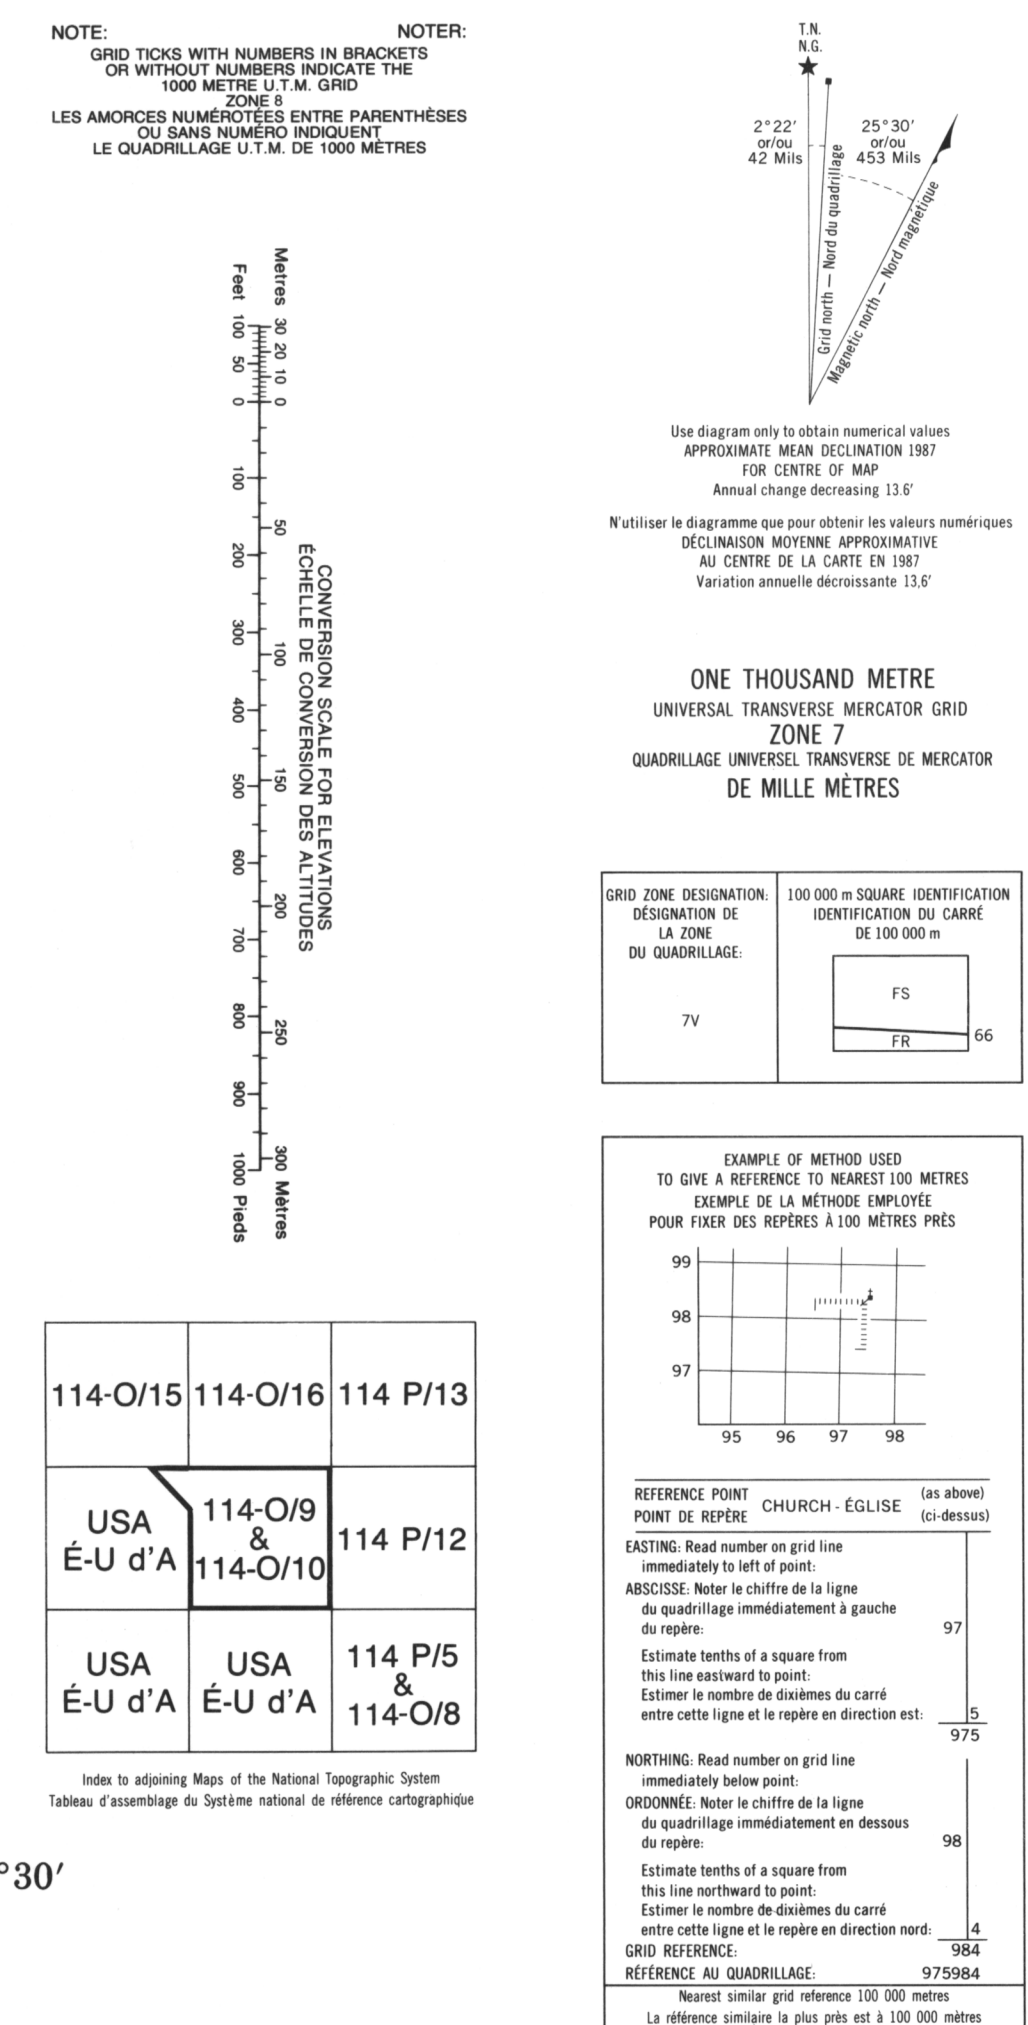 NOTE: NOTER:
GRID TICKS WITH NUMBERS IN BRACKETS
OR WITHOUT NUMBERS INDICATE THE
1000 METRE U.T.M. GRID
ZONE 8
LES AMORCES NUMÉROTÉES ENTRE PARENTHÈSES
OU SANS NUMÉRO INDIQUENT
LE QUADRILLAGE U.T.M. DE 1000 MÈTRES
CONVERSION SCALE FOR ELEVATIONS
ÉCHELLE DE CONVERSION DES ALTITUDES
Metres 30 20 10 0 50 100 150 200 250 300 Mètres
Feet 100 50 0 100 200 300 400 500 600 700 800 900 1000 Pieds
114-O/15 114-O/16 114 P/13
USA
É-U d'A
114-O/9
&
114-O/10
114 P/12
USA
É-U d'A
USA
É-U d'A
114 P/5
&
114-O/8
Index to adjoining Maps of the National Topographic System
Tableau d'assemblage du Système national de référence cartographique
°30′
T.N.
N.G.
2°22′
or/ou
42 Mils
25°30′
or/ou
453 Mils
Grid north — Nord du quadrillage
Magnetic north — Nord magnétique
Use diagram only to obtain numerical values
APPROXIMATE MEAN DECLINATION 1987
FOR CENTRE OF MAP
Annual change decreasing 13.6′
N'utiliser le diagramme que pour obtenir les valeurs numériques
DÉCLINAISON MOYENNE APPROXIMATIVE
AU CENTRE DE LA CARTE EN 1987
Variation annuelle décroissante 13,6′
ONE THOUSAND METRE
UNIVERSAL TRANSVERSE MERCATOR GRID
ZONE 7
QUADRILLAGE UNIVERSEL TRANSVERSE DE MERCATOR
DE MILLE MÈTRES
GRID ZONE DESIGNATION:
DÉSIGNATION DE
LA ZONE
DU QUADRILLAGE:
7V
100 000 m SQUARE IDENTIFICATION
IDENTIFICATION DU CARRÉ
DE 100 000 m
FS
FR
66
EXAMPLE OF METHOD USED
TO GIVE A REFERENCE TO NEAREST 100 METRES
EXEMPLE DE LA MÉTHODE EMPLOYÉE
POUR FIXER DES REPÈRES À 100 MÈTRES PRÈS
99
98
97
95 96 97 98
REFERENCE POINT
POINT DE REPÈRE
CHURCH - ÉGLISE
(as above)
(ci-dessus)
EASTING: Read number on grid line
immediately to left of point:
ABSCISSE: Noter le chiffre de la ligne
du quadrillage immédiatement à gauche
du repère: 97
Estimate tenths of a square from
this line eastward to point:
Estimer le nombre de dixièmes du carré
entre cette ligne et le repère en direction est: 5
975
NORTHING: Read number on grid line
immediately below point:
ORDONNÉE: Noter le chiffre de la ligne
du quadrillage immédiatement en dessous
du repère: 98
Estimate tenths of a square from
this line northward to point:
Estimer le nombre de dixièmes du carré
entre cette ligne et le repère en direction nord: 4
GRID REFERENCE: 984
RÉFÉRENCE AU QUADRILLAGE: 975984
Nearest similar grid reference 100 000 metres
La référence similaire la plus près est à 100 000 mètres